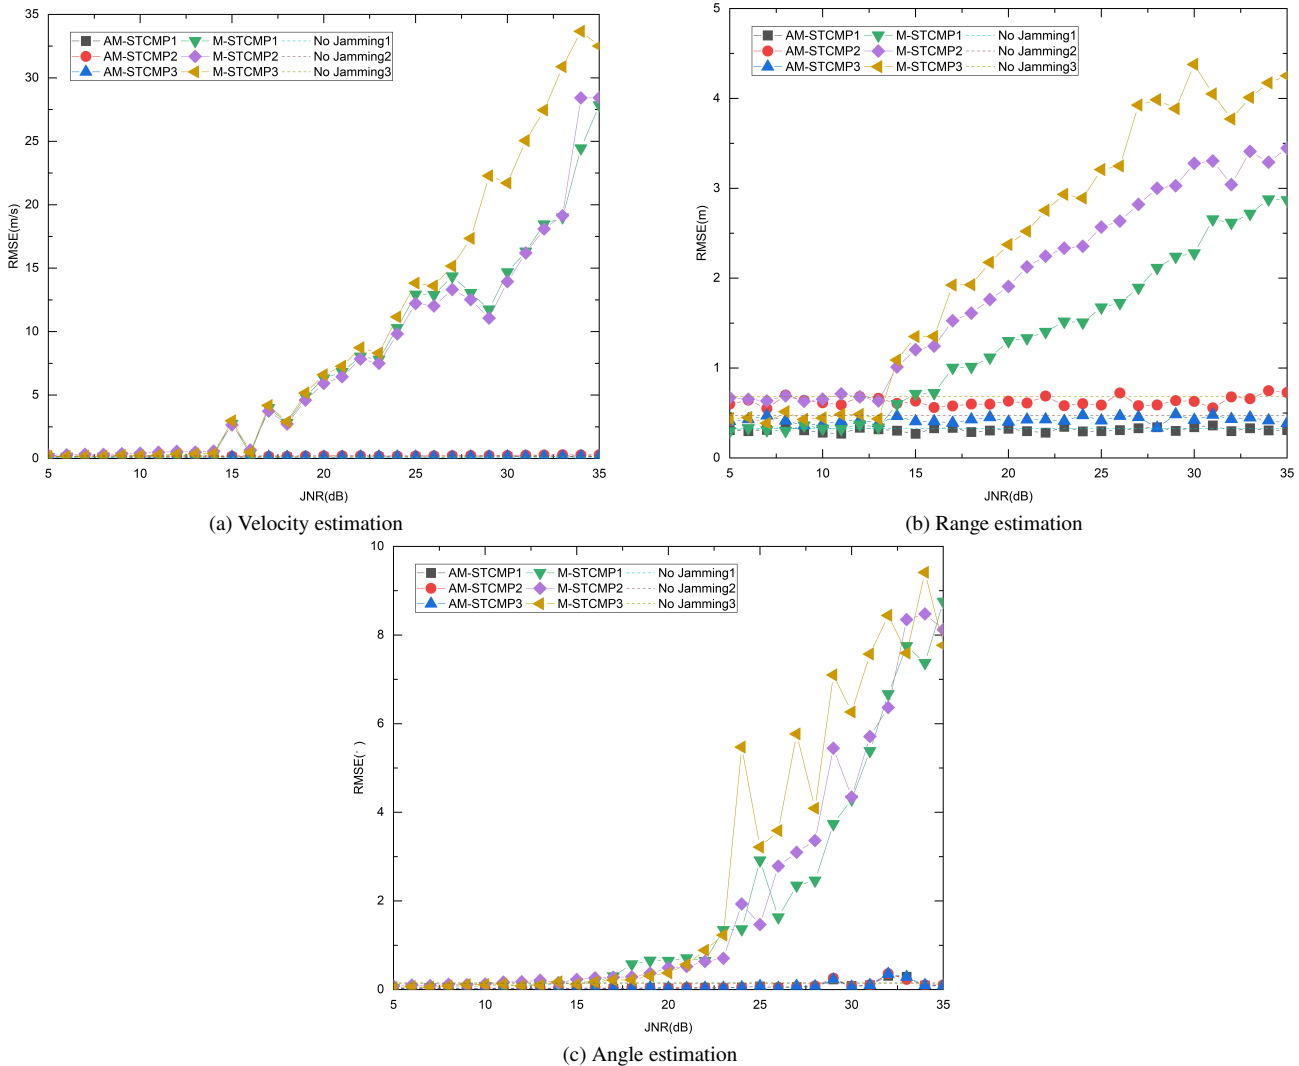 35
30
25
20
15
10
5
0
RMSE(m/s)
AM-STCMP1 M-STCMP1 No Jamming1
AM-STCMP2 M-STCMP2 No Jamming2
AM-STCMP3 M-STCMP3 No Jamming3
5 10 15 20 25 30 35
JNR(dB)
(a) Velocity estimation
5
4
3
2
1
0
RMSE(m)
AM-STCMP1 M-STCMP1 No Jamming1
AM-STCMP2 M-STCMP2 No Jamming2
AM-STCMP3 M-STCMP3 No Jamming3
5 10 15 20 25 30 35
JNR(dB)
(b) Range estimation
10
8
6
4
2
0
RMSE(° )
AM-STCMP1 M-STCMP1 No Jamming1
AM-STCMP2 M-STCMP2 No Jamming2
AM-STCMP3 M-STCMP3 No Jamming3
5 10 15 20 25 30 35
JNR(dB)
(c) Angle estimation